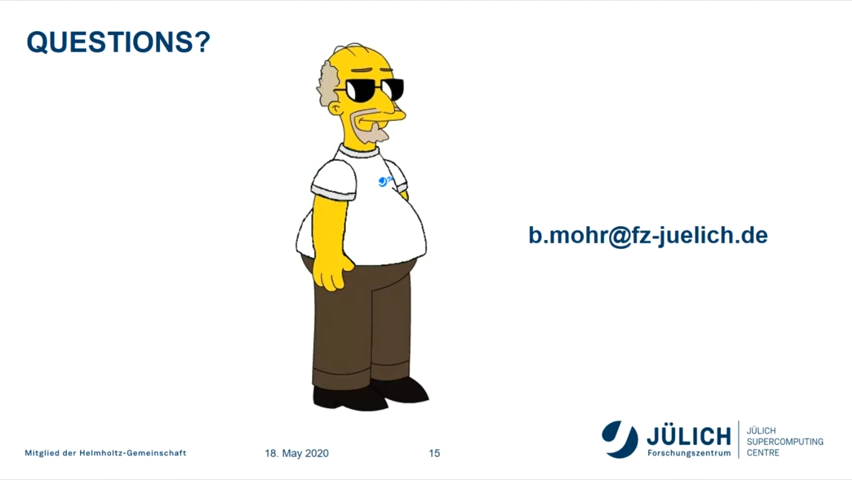 QUESTIONS?
b.mohr@fz-juelich.de
Mitglied der Helmholtz-Gemeinschaft
18. May 2020
15
JÜLICH
Forschungszentrum
JÜLICH
SUPERCOMPUTING
CENTRE